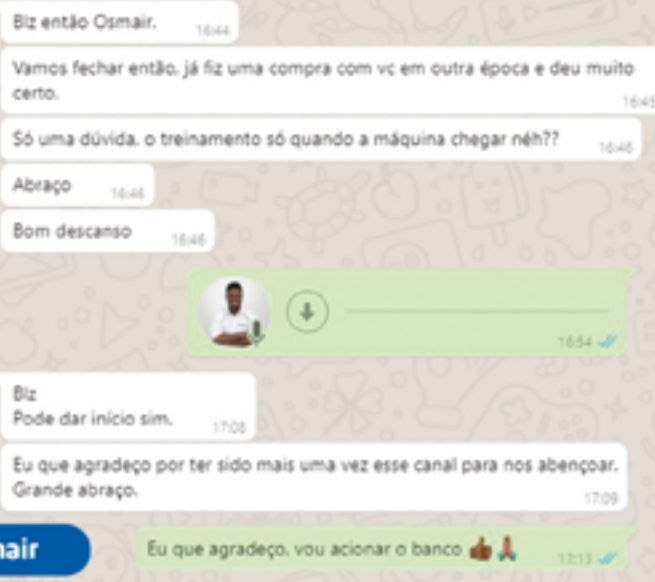 Blz então Osmair.
16:44
Vamos fechar então, já fiz uma compra com vc em outra época e deu muito
certo.
16:45
Só uma dúvida, o treinamento só quando a máquina chegar néh??
16:46
Abraço
16:46
Bom descanso
16:46
16:54
Blz
Pode dar início sim.
17:08
Eu que agradeço por ter sido mais uma vez esse canal para nos abençoar.
Grande abraço.
17:09
nair
Eu que agradeço, vou acionar o banco 👍🏾🙏🏾
17:13